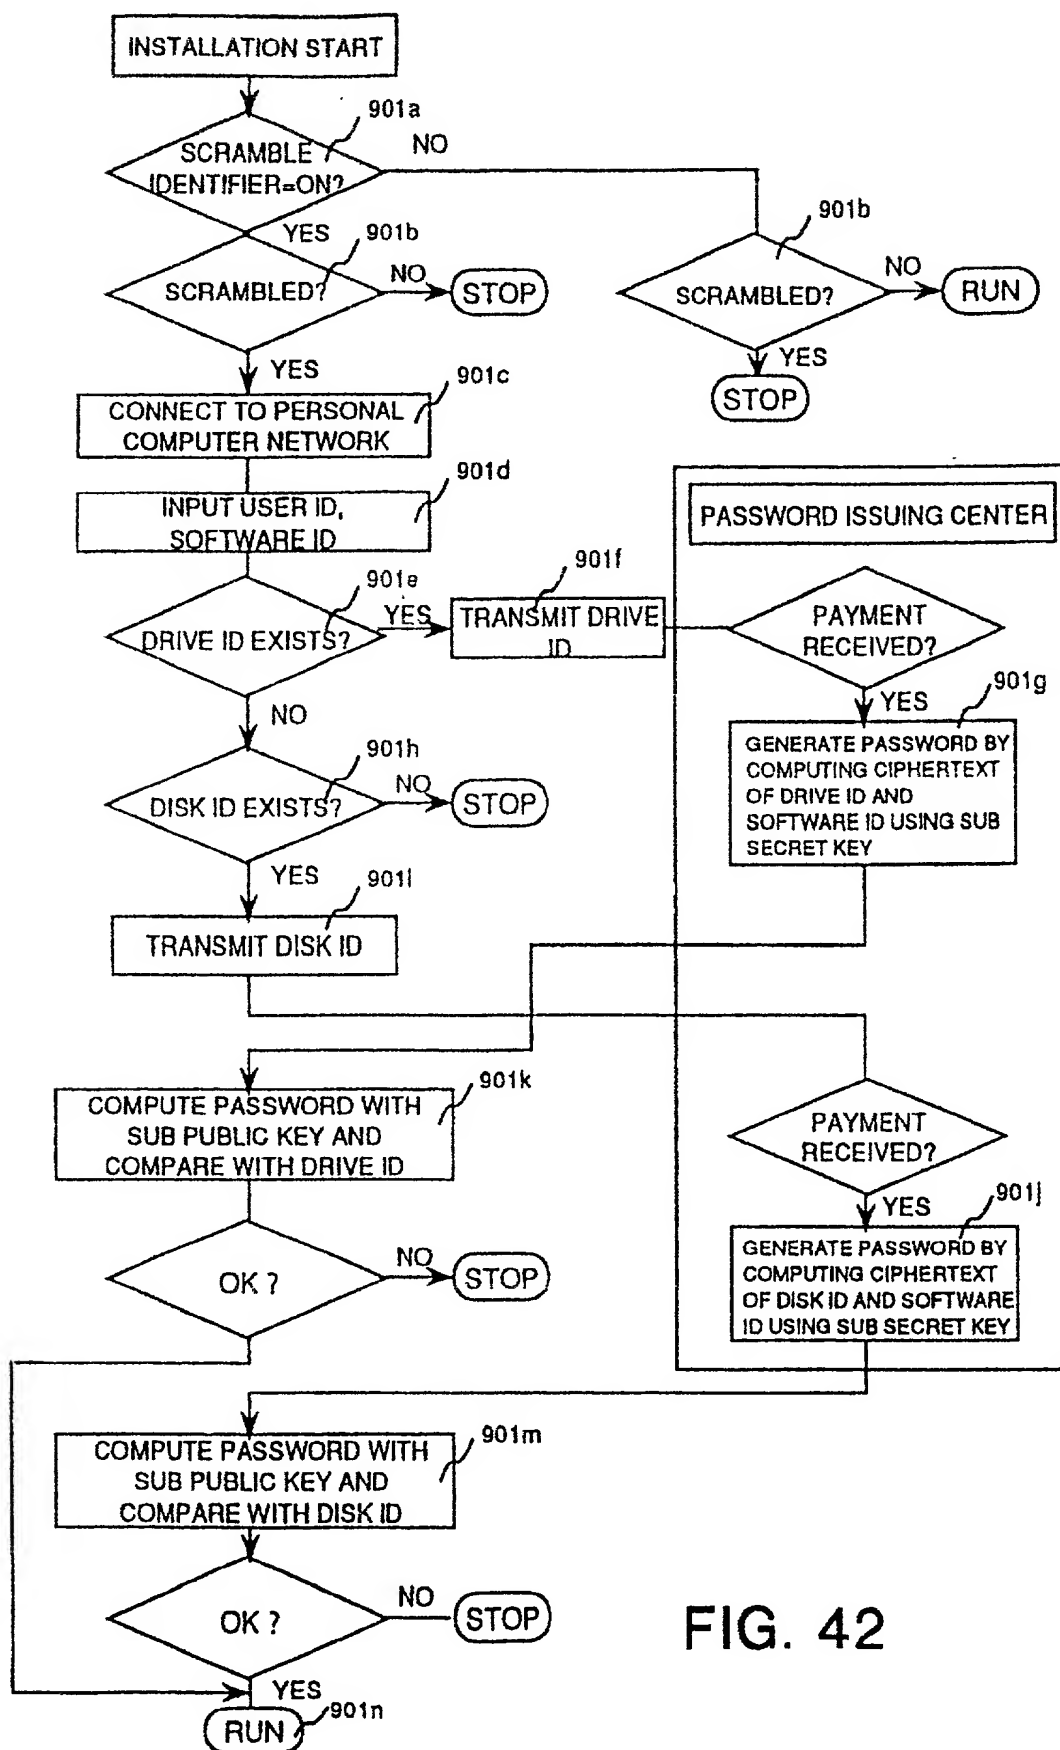 INSTALLATION START
901a
SCRAMBLE
IDENTIFIER=ON?
NO
YES
901b
SCRAMBLED?
NO
STOP
901b
SCRAMBLED?
NO
RUN
YES
STOP
YES
901c
CONNECT TO PERSONAL
COMPUTER NETWORK
901d
INPUT USER ID,
SOFTWARE ID
PASSWORD ISSUING CENTER
901e
DRIVE ID EXISTS?
YES
901f
TRANSMIT DRIVE
ID
PAYMENT
RECEIVED?
YES
901g
GENERATE PASSWORD BY
COMPUTING CIPHERTEXT
OF DRIVE ID AND
SOFTWARE ID USING SUB
SECRET KEY
NO
901h
DISK ID EXISTS?
NO
STOP
YES
901i
TRANSMIT DISK ID
901k
COMPUTE PASSWORD WITH
SUB PUBLIC KEY AND
COMPARE WITH DRIVE ID
PAYMENT
RECEIVED?
YES
901j
GENERATE PASSWORD BY
COMPUTING CIPHERTEXT
OF DISK ID AND SOFTWARE
ID USING SUB SECRET KEY
OK ?
NO
STOP
901m
COMPUTE PASSWORD WITH
SUB PUBLIC KEY AND
COMPARE WITH DISK ID
OK ?
NO
STOP
YES
901n
RUN
FIG. 42